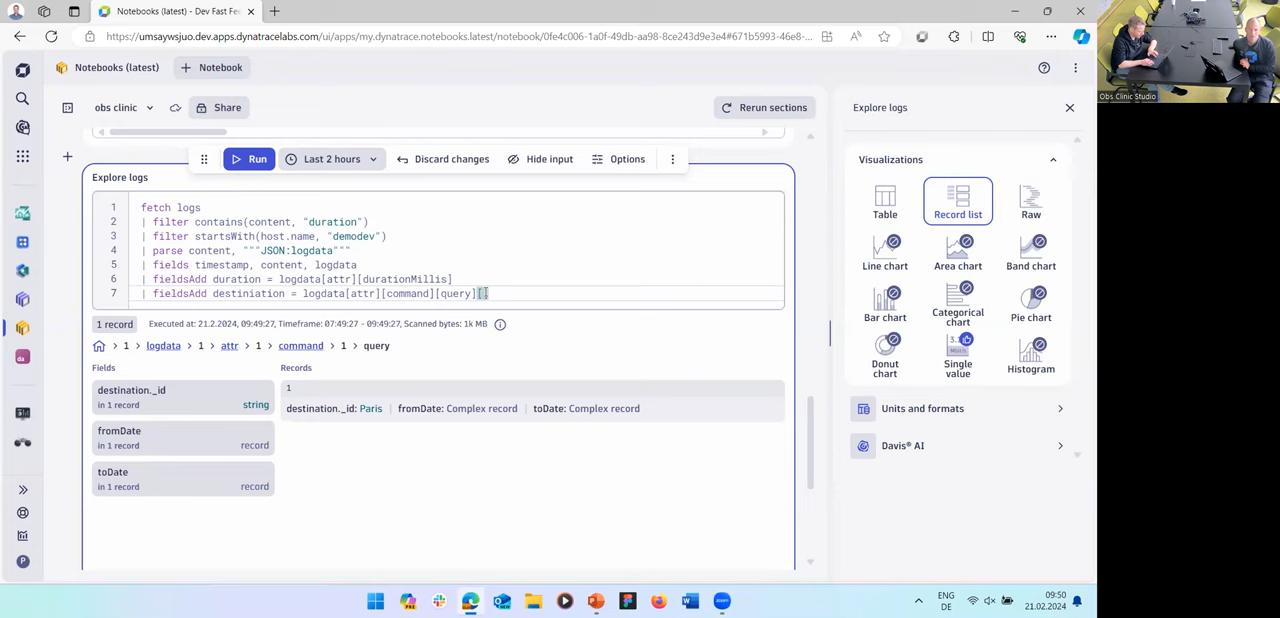 Notebooks (latest) - Dev Fast Fe
https://umsaywsjuo.dev.apps.dynatracelabs.com/ui/apps/my.dynatrace.notebooks.latest/notebook/0fe4c006-1a0f-49db-aa98-8ce243d9e3e4#671b5993-46e8-...
Notebooks (latest)
Notebook
obs clinic
Share
Rerun sections
Explore logs
Run
Last 2 hours
Discard changes
Hide input
Options
Explore logs
1 fetch logs
2 | filter contains(content, "duration")
3 | filter startsWith(host.name, "demodev")
4 | parse content, """JSON:logdata"""
5 | fields timestamp, content, logdata
6 | fieldsAdd duration = logdata[attr][durationMillis]
7 | fieldsAdd destiniation = logdata[attr][command][query][]
1 record
Executed at: 21.2.2024, 09:49:27, Timeframe: 07:49:27 - 09:49:27, Scanned bytes: 1k MB
> 1 > logdata > 1 > attr > 1 > command > 1 > query
Fields
Records
destination._id
in 1 record
string
fromDate
in 1 record
record
toDate
in 1 record
record
1
destination._id: Paris | fromDate: Complex record | toDate: Complex record
Visualizations
Table
Record list
Raw
Line chart
Area chart
Band chart
Bar chart
Categorical chart
Pie chart
Donut chart
Single value
Histogram
Units and formats
Davis® AI
Obs Clinic Studio
ENG
DE
09:50
21.02.2024